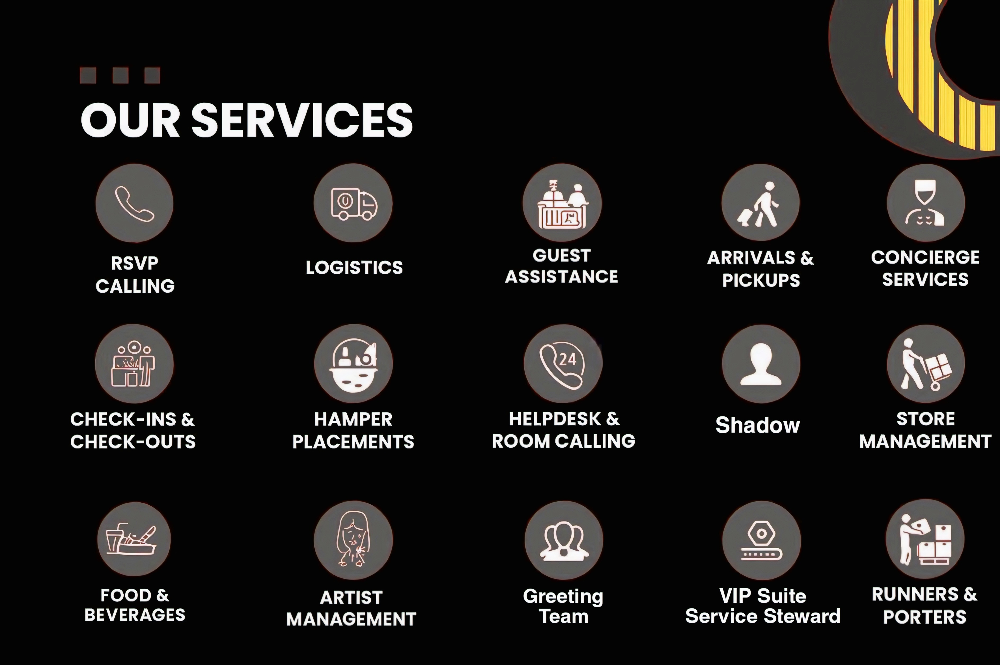 OUR SERVICES
RSVP
CALLING
LOGISTICS
GUEST
ASSISTANCE
ARRIVALS &
PICKUPS
CONCIERGE
SERVICES
CHECK-INS &
CHECK-OUTS
HAMPER
PLACEMENTS
24
HELPDESK &
ROOM CALLING
Shadow
STORE
MANAGEMENT
FOOD &
BEVERAGES
ARTIST
MANAGEMENT
Greeting
Team
VIP Suite
Service Steward
RUNNERS &
PORTERS